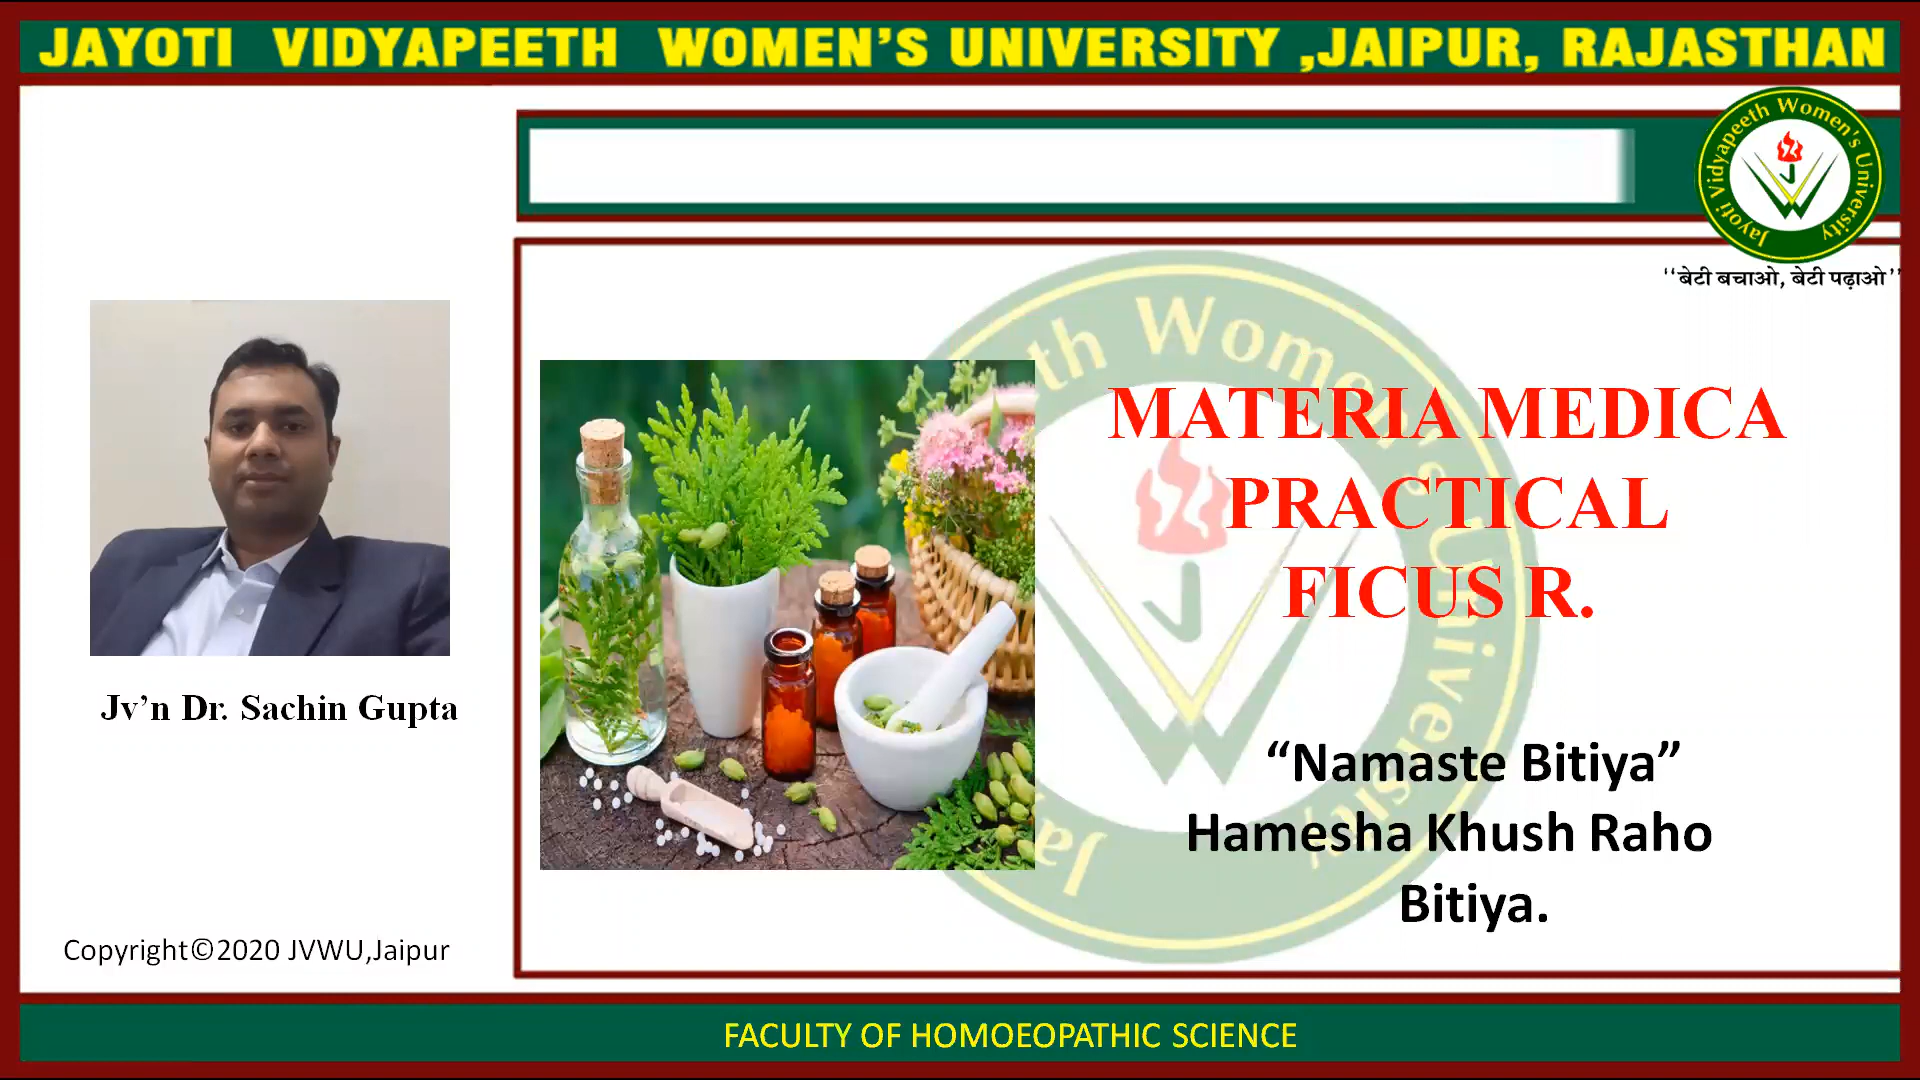 JAYOTI VIDYAPEETH WOMEN'S UNIVERSITY ,JAIPUR, RAJASTHAN
Jayoti Vidyapeeth Women's University
‘‘बेटी बचाओ, बेटी पढ़ाओ’’
MATERIA MEDICA
PRACTICAL
FICUS R.
“Namaste Bitiya”
Hamesha Khush Raho
Bitiya.
Jv’n Dr. Sachin Gupta
Copyright©2020 JVWU,Jaipur
FACULTY OF HOMOEOPATHIC SCIENCE